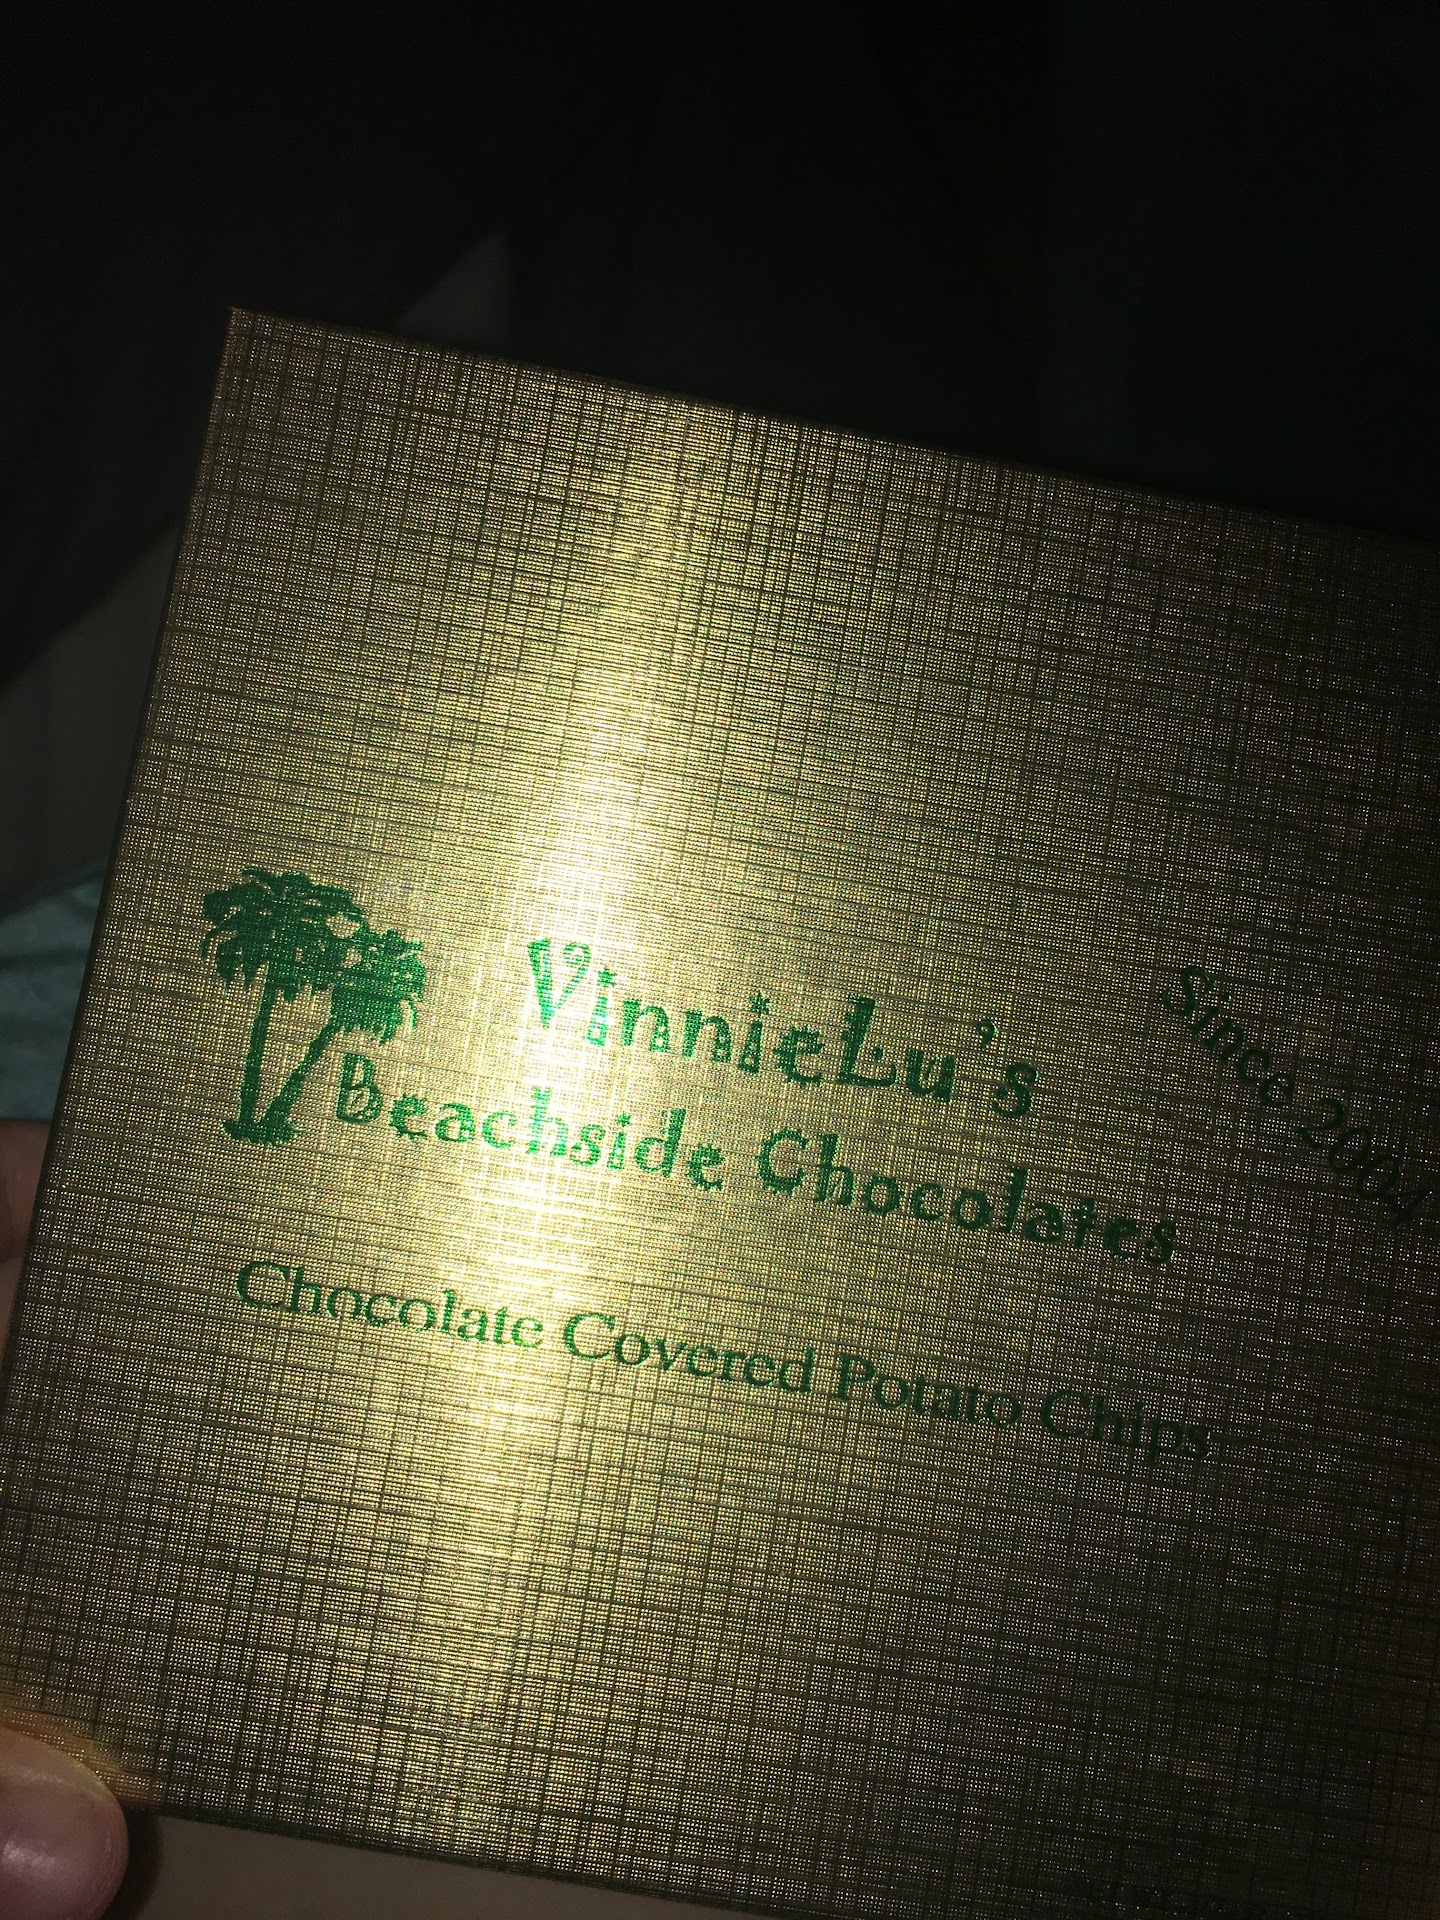 VinnieLu's
Beachside Chocolates
Since 2004
Chocolate Covered Potato Chips